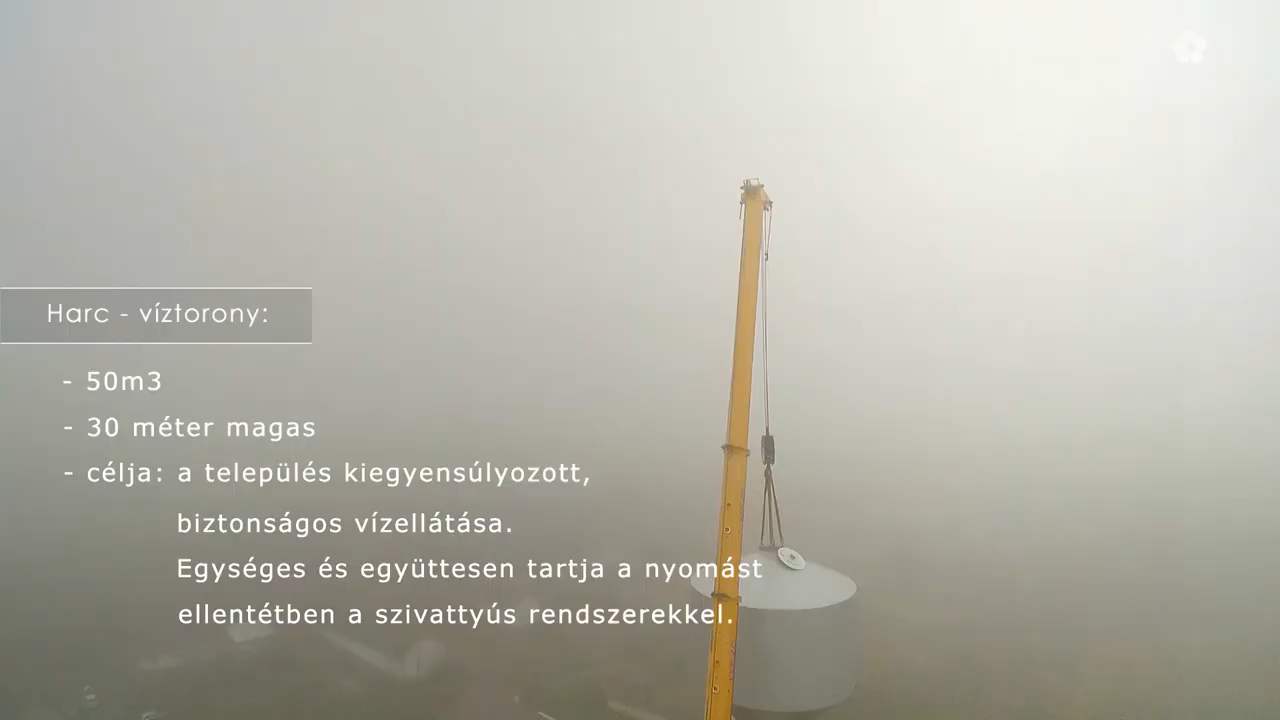 Harc - víztorony:
- 50m3
- 30 méter magas
- célja: a település kiegyensúlyozott,
biztonságos vízellátása.
Egységes és együttesen tartja a nyomást
ellentétben a szivattyús rendszerekkel.